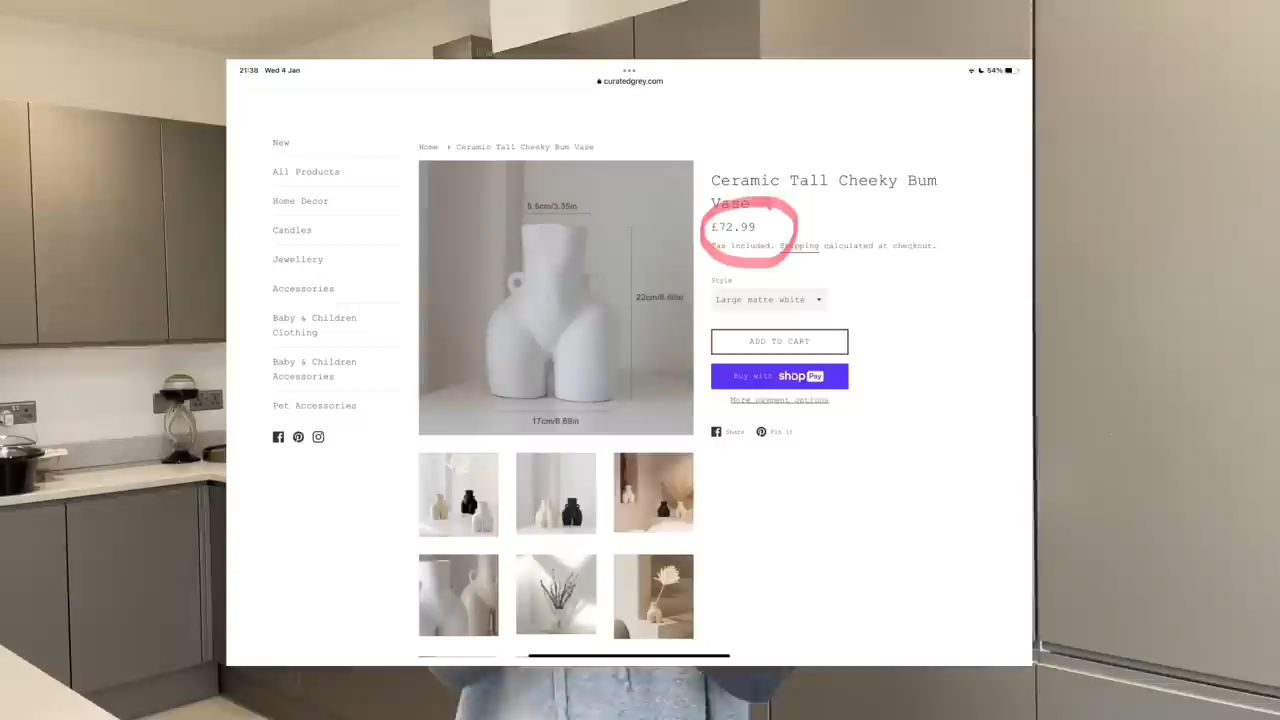 21:38 Wed 4 Jan
54%
curatedgrey.com
New
All Products
Home Decor
Candles
Jewellery
Accessories
Baby & Children
Clothing
Baby & Children
Accessories
Pet Accessories
Home › Ceramic Tall Cheeky Bum Vase
8.5cm/3.35in
22cm/8.66in
17cm/6.69in
Ceramic Tall Cheeky Bum
Vase
£72.99
Tax included. Shipping calculated at checkout.
Style
Large matte white
ADD TO CART
Buy with shop Pay
More payment options
Share
Pin it